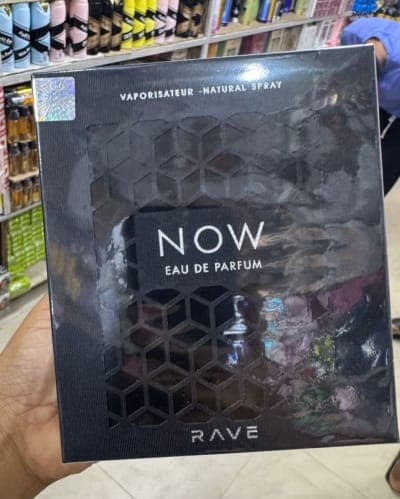 VAPORISATEUR - NATURAL SPRAY
NOW
EAU DE PARFUM
RAVE